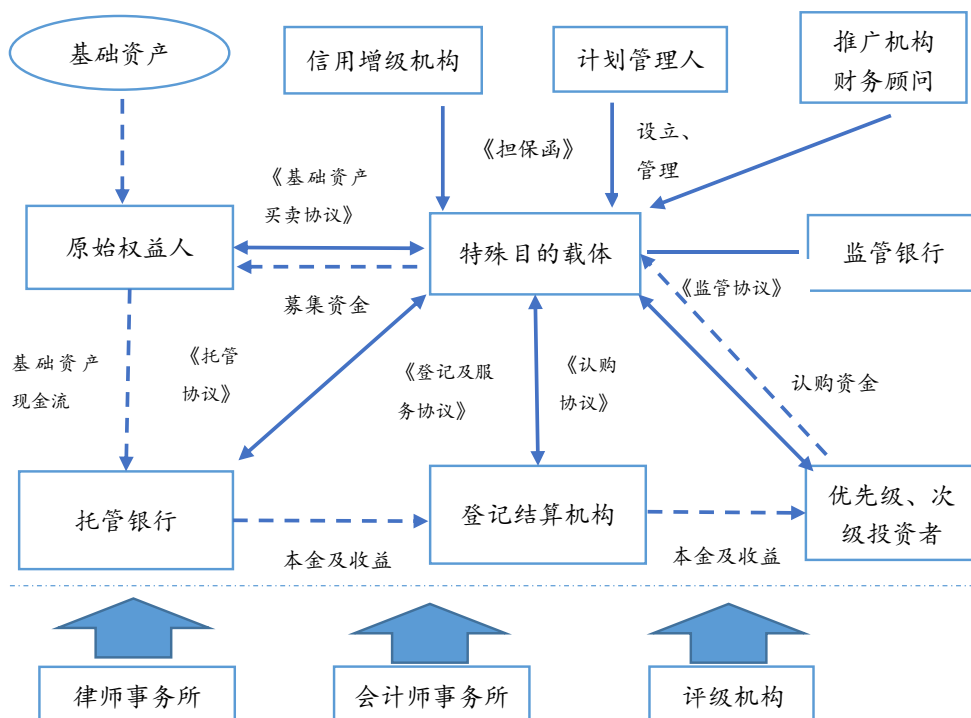 基础资产
信用增级机构
计划管理人
推广机构
财务顾问
《担保函》
设立、
管理
《基础资产
买卖协议》
原始权益人
特殊目的载体
监管银行
募集资金
《监管协议》
基础资产
现金流
《托管
协议》
《登记及服
务协议》
《认购
协议》
认购资金
托管银行
登记结算机构
优先级、次
级投资者
本金及收益
本金及收益
律师事务所
会计师事务所
评级机构